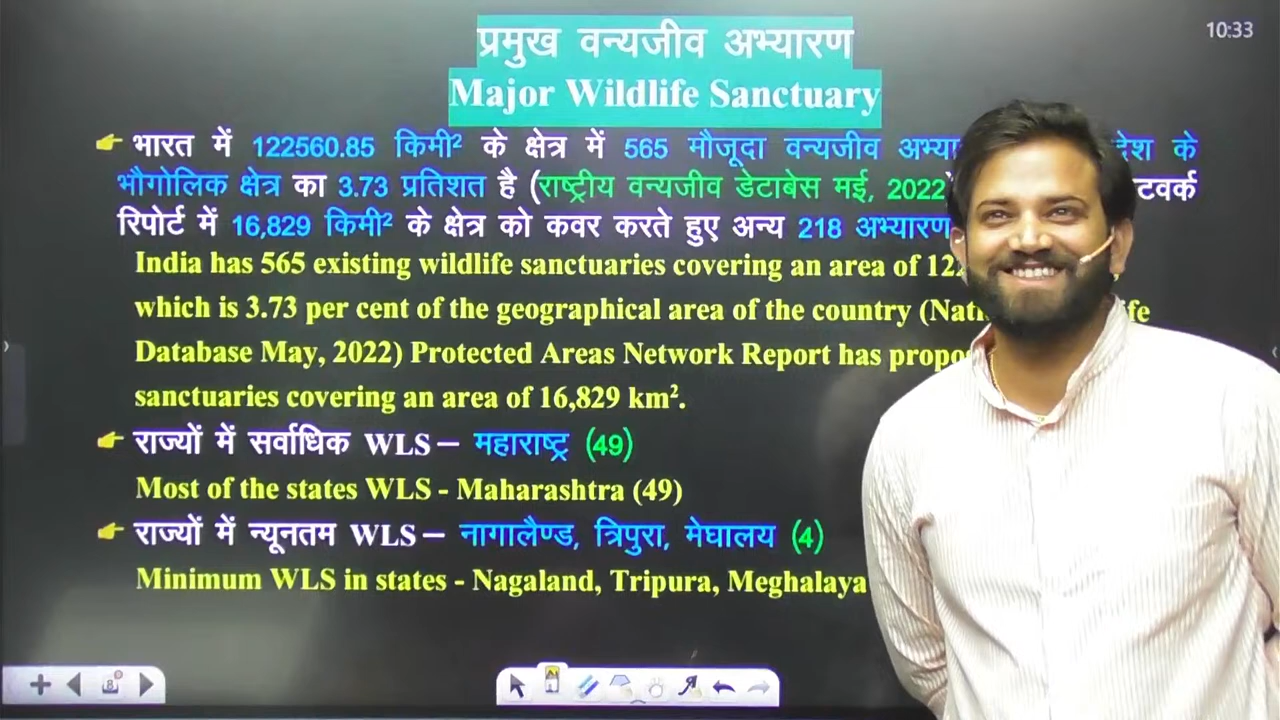 10:33
प्रमुख वन्यजीव अभ्यारण
Major Wildlife Sanctuary
भारत में 122560.85 किमी² के क्षेत्र में 565 मौजूदा वन्यजीव के
भौगोलिक क्षेत्र का 3.73 प्रतिशत है (राष्ट्रीय वन्यजीव डेटाबेस मई, 2022)
रिपोर्ट में 16,829 किमी² के क्षेत्र को कवर करते हुए अन्य 218 अभ्यारण
India has 565 existing wildlife sanctuaries covering an area of
which is 3.73 per cent of the geographical area of the country
Database May, 2022) Protected Areas Network Report has
sanctuaries covering an area of 16,829 km².
राज्यों में सर्वाधिक WLS – महाराष्ट्र (49)
Most of the states WLS - Maharashtra (49)
राज्यों में न्यूनतम WLS – नागालैण्ड, त्रिपुरा, मेघालय (4)
Minimum WLS in states - Nagaland, Tripura, Meghalaya
8